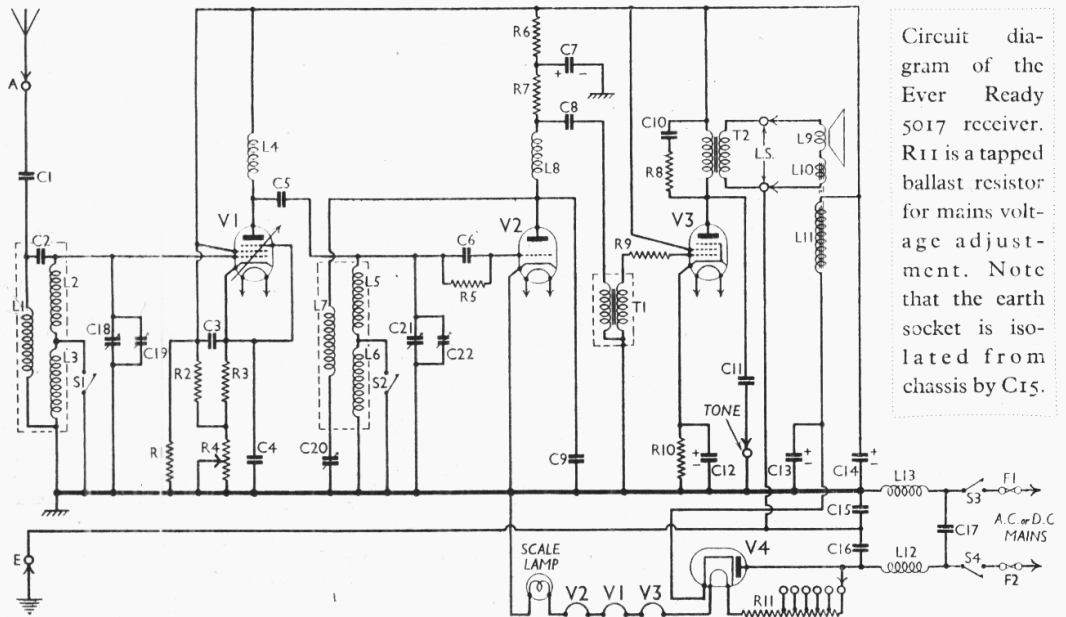 Circuit dia-
gram of the
Ever Ready
5017 receiver.
R11 is a tapped
ballast resistor
for mains volt-
age adjust-
ment. Note
that the earth
socket is iso-
lated from
chassis by C15.
A
C1
C2
L1
L2
L3
S1
C18
C19
R1
R2
C3
R3
R4
C4
L4
V1
C5
L7
L5
L6
S2
C20
C21
C22
C6
R5
R6
C7
+ -
R7
C8
L8
V2
C9
T1
R9
C10
R8
V3
T2
L.S.
L9
L10
L11
C11
TONE
R10
+
-
C12
C13
+
-
C14
+
-
L13
S3
F1
C15
C17
A.C. or D.C
MAINS
C16
L12
S4
F2
E
SCALE
LAMP
V2
V1
V3
V4
R11